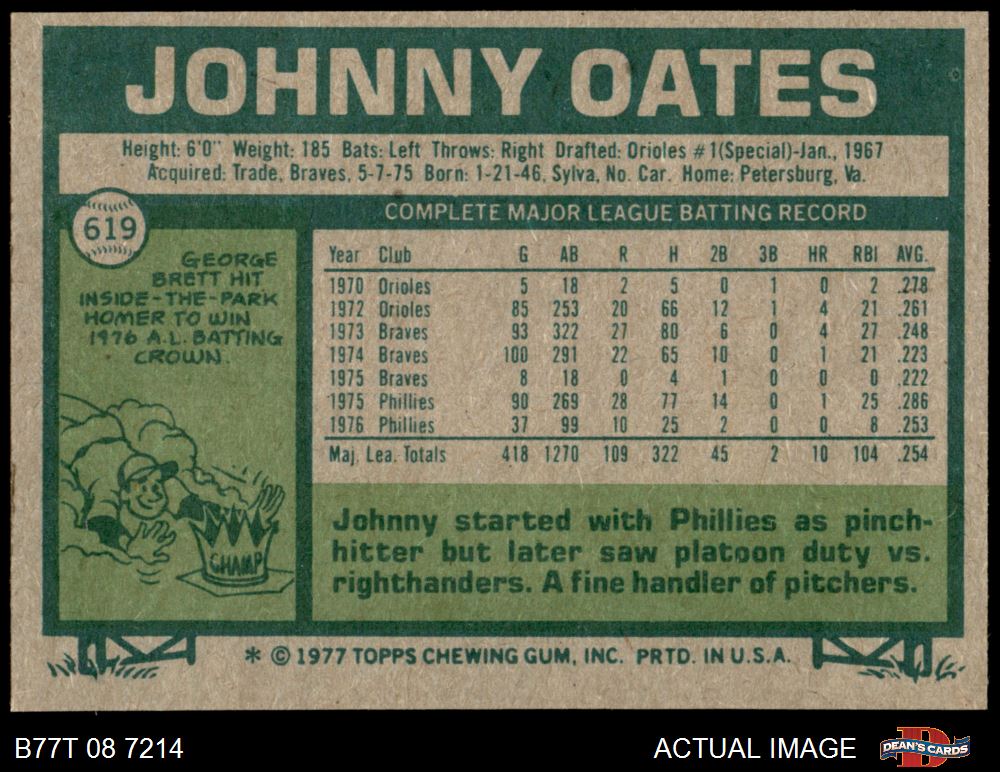 JOHNNY OATES
Height: 6'0" Weight: 185 Bats: Left Throws: Right Drafted: Orioles #1(Special)-Jan., 1967
Acquired: Trade, Braves, 5-7-75 Born: 1-21-46, Sylva, No. Car. Home: Petersburg, Va.
619
GEORGE
BRETT HIT
INSIDE-THE-PARK
HOMER TO WIN
1976 A.L. BATTING
CROWN.
CHAMP
COMPLETE MAJOR LEAGUE BATTING RECORD
Year Club G AB R H 2B 3B HR RBI AVG.
1970 Orioles 5 18 2 5 0 1 0 2 .278
1972 Orioles 85 253 20 66 12 1 4 21 .261
1973 Braves 93 322 27 80 6 0 4 27 .248
1974 Braves 100 291 22 65 10 0 1 21 .223
1975 Braves 8 18 0 4 1 0 0 0 .222
1975 Phillies 90 269 28 77 14 0 1 25 .286
1976 Phillies 37 99 10 25 2 0 0 8 .253
Maj. Lea. Totals 418 1270 109 322 45 2 10 104 .254
Johnny started with Phillies as pinch-
hitter but later saw platoon duty vs.
righthanders. A fine handler of pitchers.
* © 1977 TOPPS CHEWING GUM, INC. PRTD. IN U.S.A.
B77T 08 7214
ACTUAL IMAGE
D
DEAN'S CARDS